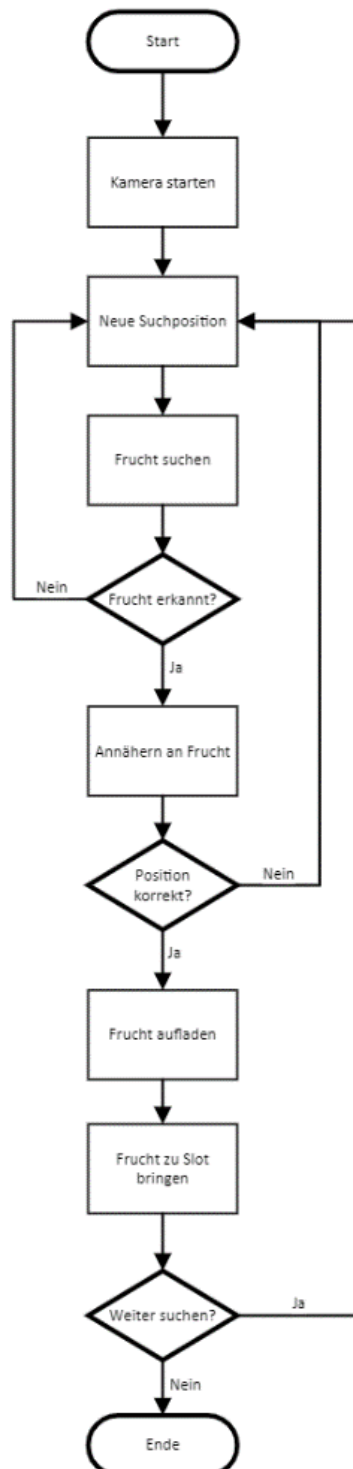 Start
Kamera starten
Neue Suchposition
Frucht suchen
Nein
Frucht erkannt?
Ja
Annähern an Frucht
Position
korrekt?
Nein
Ja
Frucht aufladen
Frucht zu Slot
bringen
Weiter suchen?
Ja
Nein
Ende